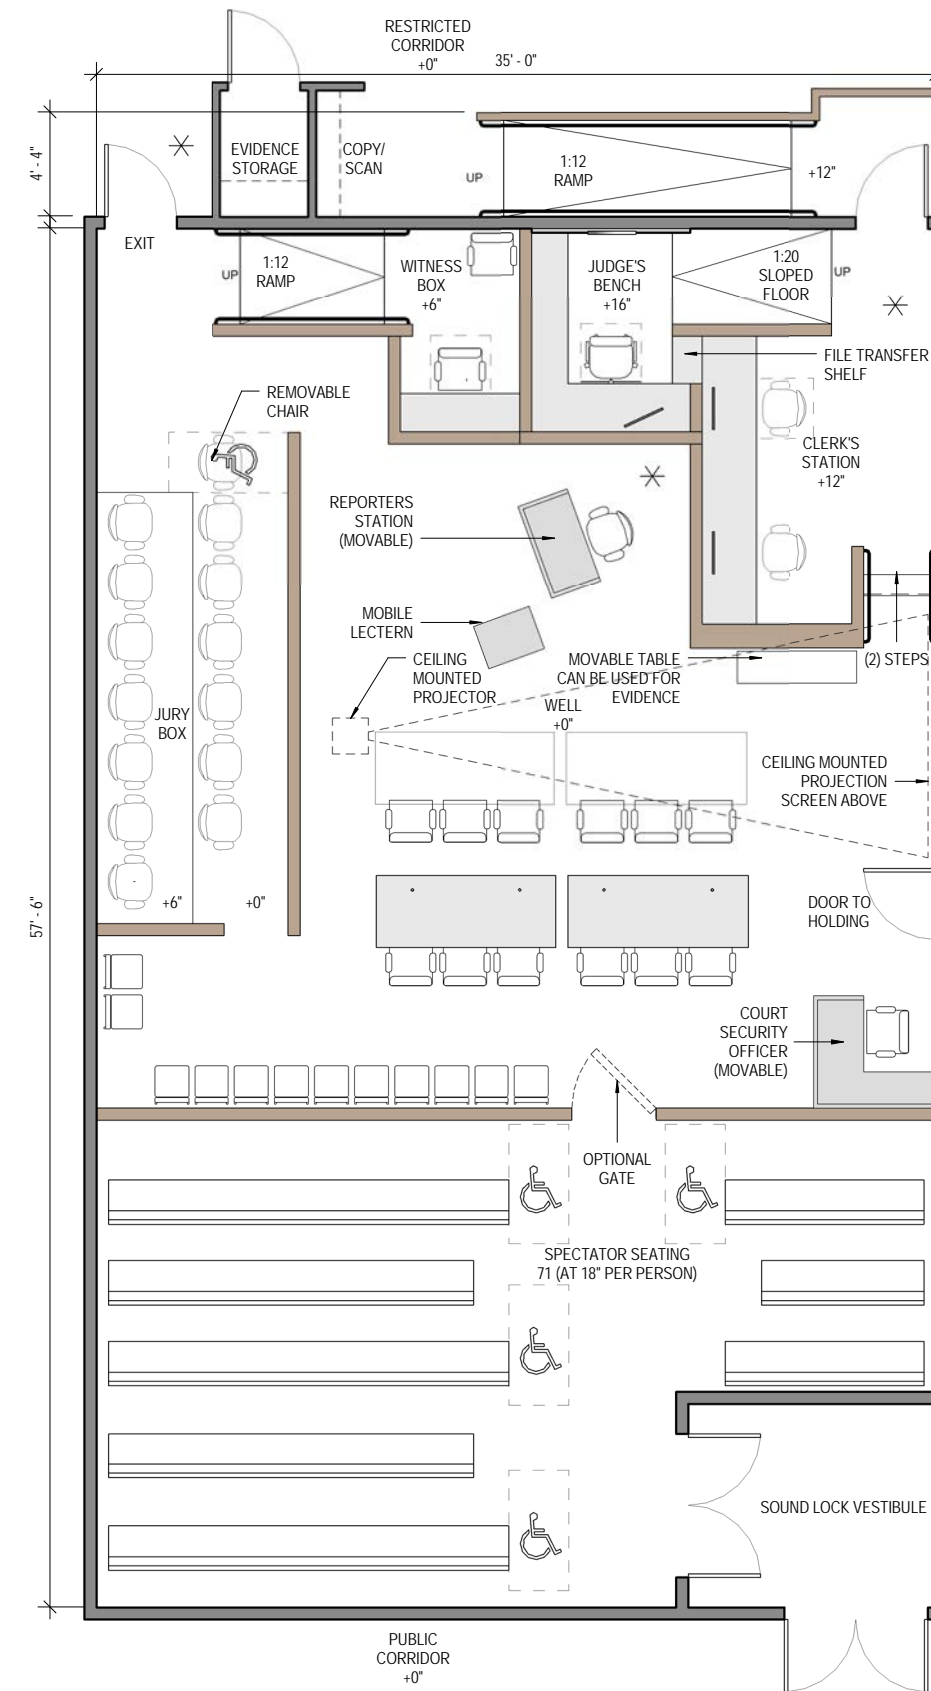 RESTRICTED
CORRIDOR
+0"
35' - 0"
4' - 4"
EVIDENCE
STORAGE
COPY/
SCAN
UP
1:12
RAMP
+12"
EXIT
UP
1:12
RAMP
WITNESS
BOX
+6"
JUDGE'S
BENCH
+16"
1:20
SLOPED
FLOOR
UP
FILE TRANSFER
SHELF
REMOVABLE
CHAIR
CLERK'S
STATION
+12"
REPORTERS
STATION
(MOVABLE)
MOBILE
LECTERN
CEILING
MOUNTED
PROJECTOR
MOVABLE TABLE
CAN BE USED FOR
EVIDENCE
(2) STEPS
WELL
+0"
JURY
BOX
CEILING MOUNTED
PROJECTION
SCREEN ABOVE
57' - 6"
+6"
+0"
DOOR TO
HOLDING
COURT
SECURITY
OFFICER
(MOVABLE)
OPTIONAL
GATE
SPECTATOR SEATING
71 (AT 18" PER PERSON)
SOUND LOCK VESTIBULE
PUBLIC
CORRIDOR
+0"